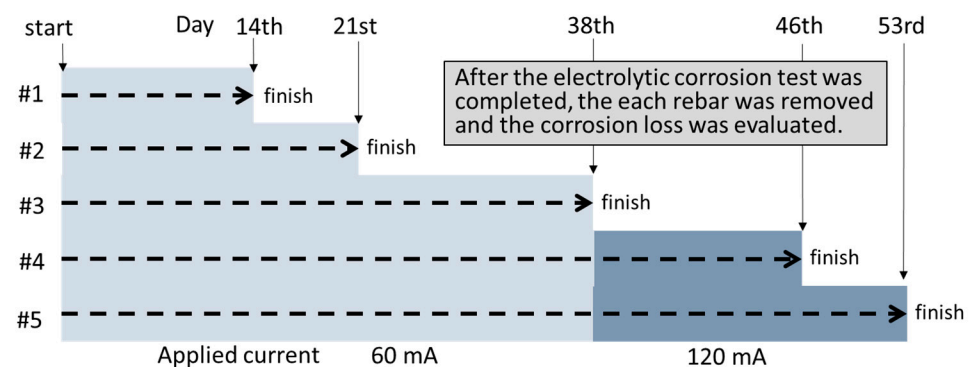 start Day 14th 21st 38th 46th 53rd
After the electrolytic corrosion test was
completed, the each rebar was removed
and the corrosion loss was evaluated.
#1 finish
#2 finish
#3 finish
#4 finish
#5 finish
Applied current 60 mA 120 mA